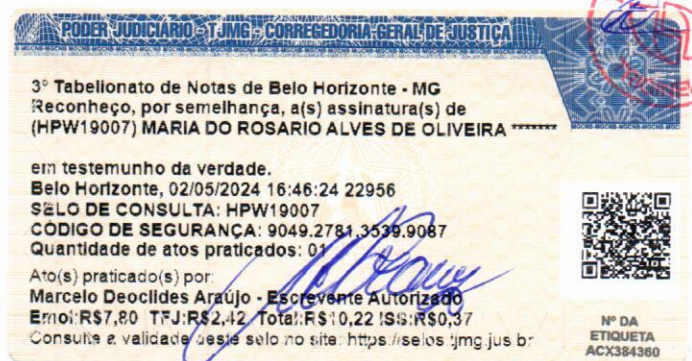 PODER JUDICIÁRIO - TJMG - CORREGEDORIA-GERAL DE JUSTIÇA
3º Tabelionato de Notas de Belo Horizonte - MG
Reconheço, por semelhança, a(s) assinatura(s) de
(HPW19007) MARIA DO ROSARIO ALVES DE OLIVEIRA *******
em testemunho da verdade.
Belo Horizonte, 02/05/2024 16:46:24 22956
SELO DE CONSULTA: HPW19007
CÓDIGO DE SEGURANÇA: 9049.2781.3539.9087
Quantidade de atos praticados: 01
Ato(s) praticado(s) por:
Marcelo Deoclides Araújo - Escrevente Autorizado
Emol:R$7,80 TFJ:R$2,42 Total:R$10,22 ISS:R$0,37
Consulte a validade deste selo no site: https://selos.tjmg.jus.br
Nº DA
ETIQUETA
ACX384360